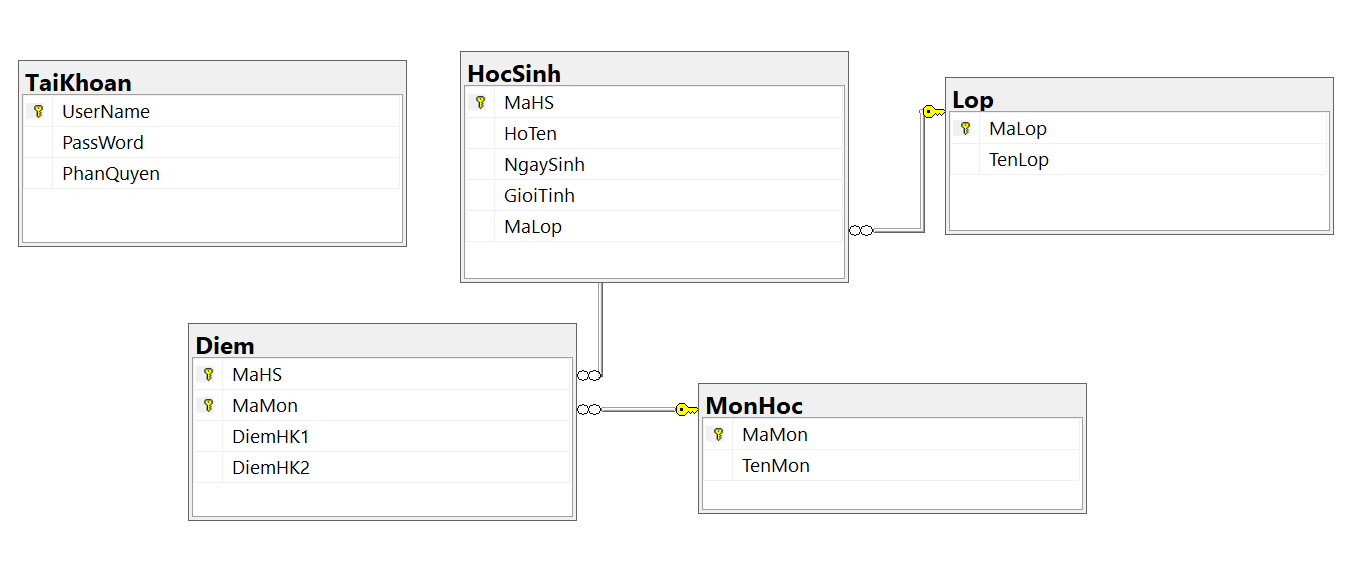 TaiKhoan
UserName
PassWord
PhanQuyen
HocSinh
MaHS
HoTen
NgaySinh
GioiTinh
MaLop
Lop
MaLop
TenLop
Diem
MaHS
MaMon
DiemHK1
DiemHK2
MonHoc
MaMon
TenMon